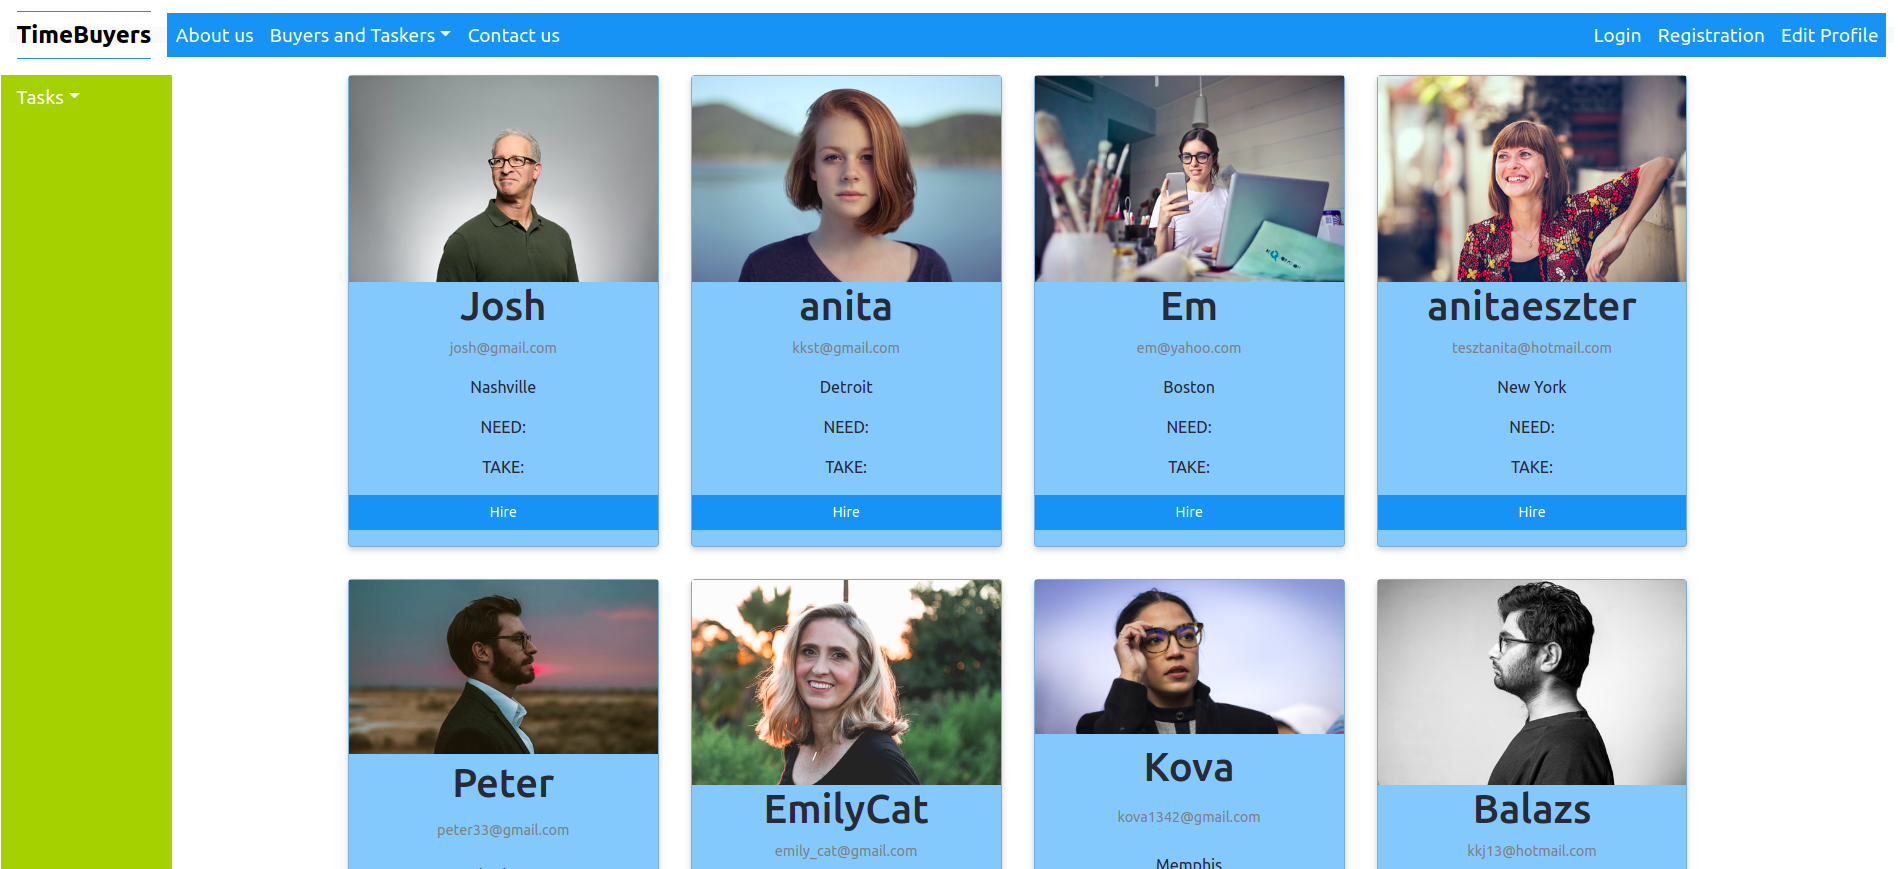 TimeBuyers About us Buyers and Taskers Contact us Login Registration Edit Profile
Tasks
Josh anita Em anitaeszter
josh@gmail.com kkst@gmail.com em@yahoo.com tesztanita@hotmail.com
Nashville Detroit Boston New York
NEED: NEED: NEED: NEED:
TAKE: TAKE: TAKE: TAKE:
Hire Hire Hire Hire
Peter EmilyCat Kova Balazs
peter33@gmail.com emily_cat@gmail.com kova1342@gmail.com kkj13@hotmail.com
Memphis